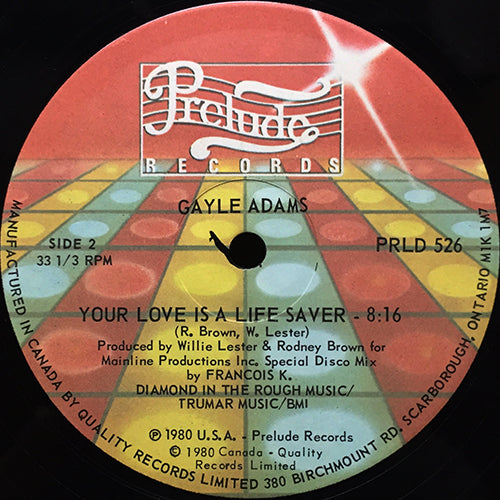 Prelude
RECORDS
GAYLE ADAMS
SIDE 2
33 1/3 RPM
PRLD 526
YOUR LOVE IS A LIFE SAVER - 8:16
(R. Brown, W. Lester)
Produced by Willie Lester & Rodney Brown for
Mainline Productions Inc. Special Disco Mix
by FRANCOIS K.
DIAMOND IN THE ROUGH MUSIC/
TRUMAR MUSIC/BMI
℗ 1980 U.S.A. - Prelude Records
© 1980 Canada - Quality
Records Limited
MANUFACTURED IN CANADA BY QUALITY RECORDS LIMITED 380 BIRCHMOUNT RD. SCARBOROUGH, ONTARIO M1K 1M7